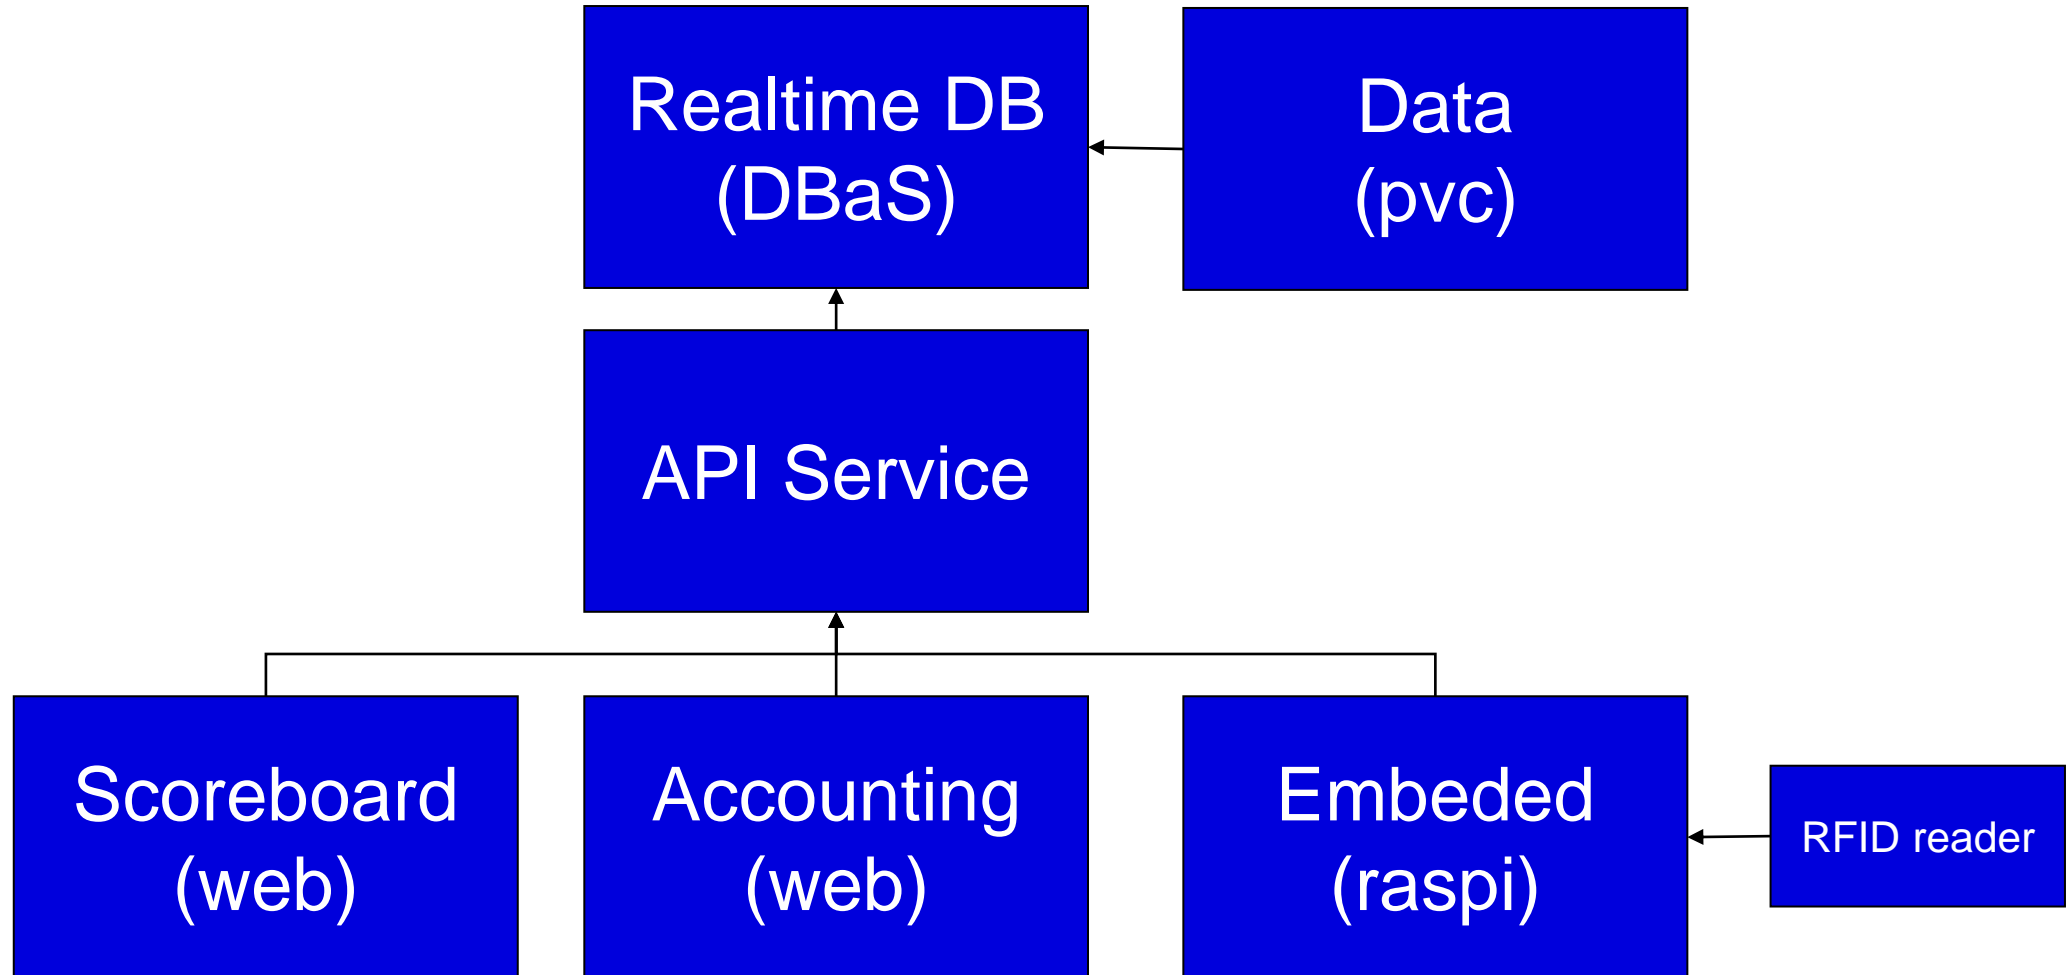 Realtime DB
(DBaS)
Data
(pvc)
API Service
Scoreboard
(web)
Accounting
(web)
Embeded
(raspi)
RFID reader